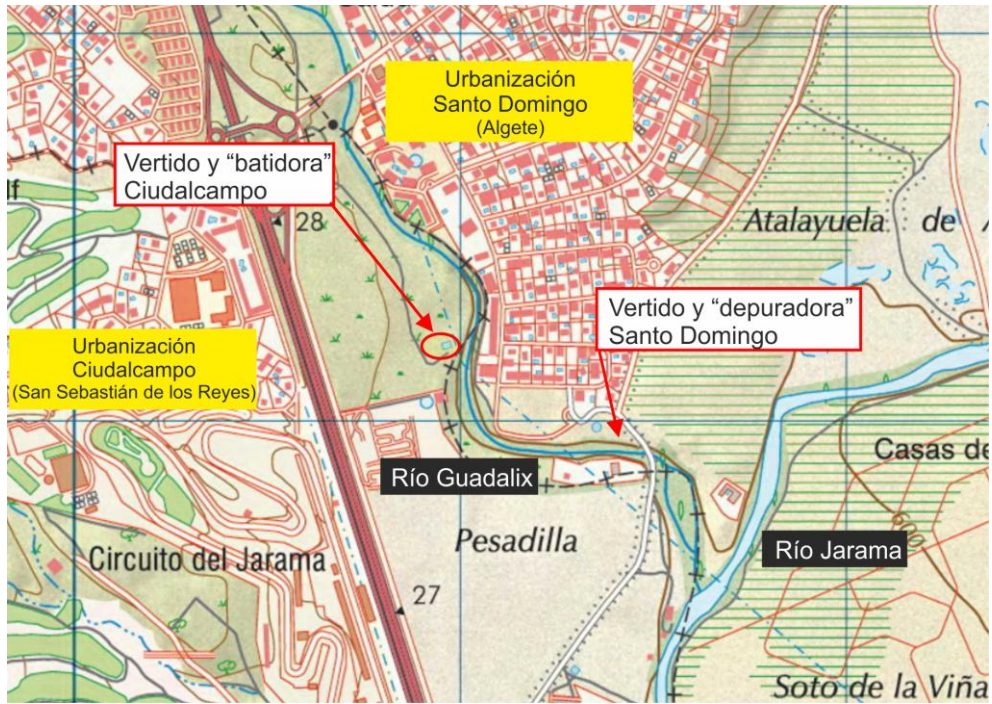 Urbanización
Santo Domingo
(Algete)
Vertido y “batidora”
Ciudalcampo
28
Atalayuela de
Vertido y “depuradora”
Santo Domingo
Urbanización
Ciudalcampo
(San Sebastián de los Reyes)
Casas de
Río Guadalix
Pesadilla
Río Jarama
600
Circuito del Jarama
27
Soto de la Viña